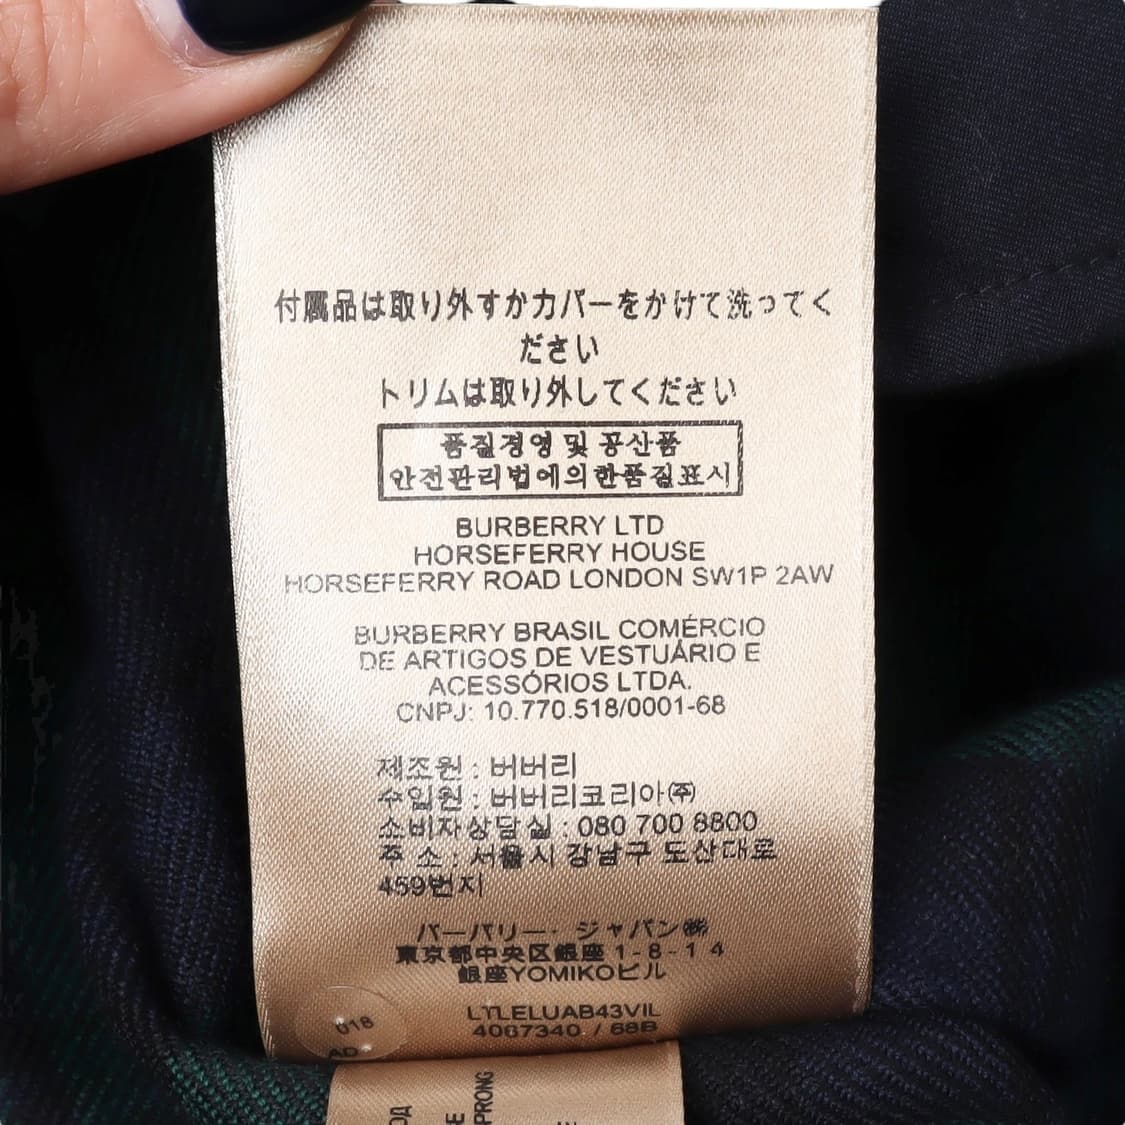 付属品は取り外すかカバーをかけて洗ってく
ださい
トリムは取り外してください
품질경영 및 공산품
안전관리법에의한품질표시
BURBERRY LTD
HORSEFERRY HOUSE
HORSEFERRY ROAD LONDON SW1P 2AW
BURBERRY BRASIL COMÉRCIO
DE ARTIGOS DE VESTUÁRIO E
ACESSÓRIOS LTDA.
CNPJ: 10.770.518/0001-68
제조원 : 버버리
수입원 : 버버리코리아㈜
소비자상담실 : 080 700 8800
주 소 : 서울시 강남구 도산대로
459번지
バーバリー· ジャパン㈱
東京都中央区銀座1-8-14
銀座YOMIKOビル
LTLELUAB43VIL
4067340 / 68B
018
AD
PRONG